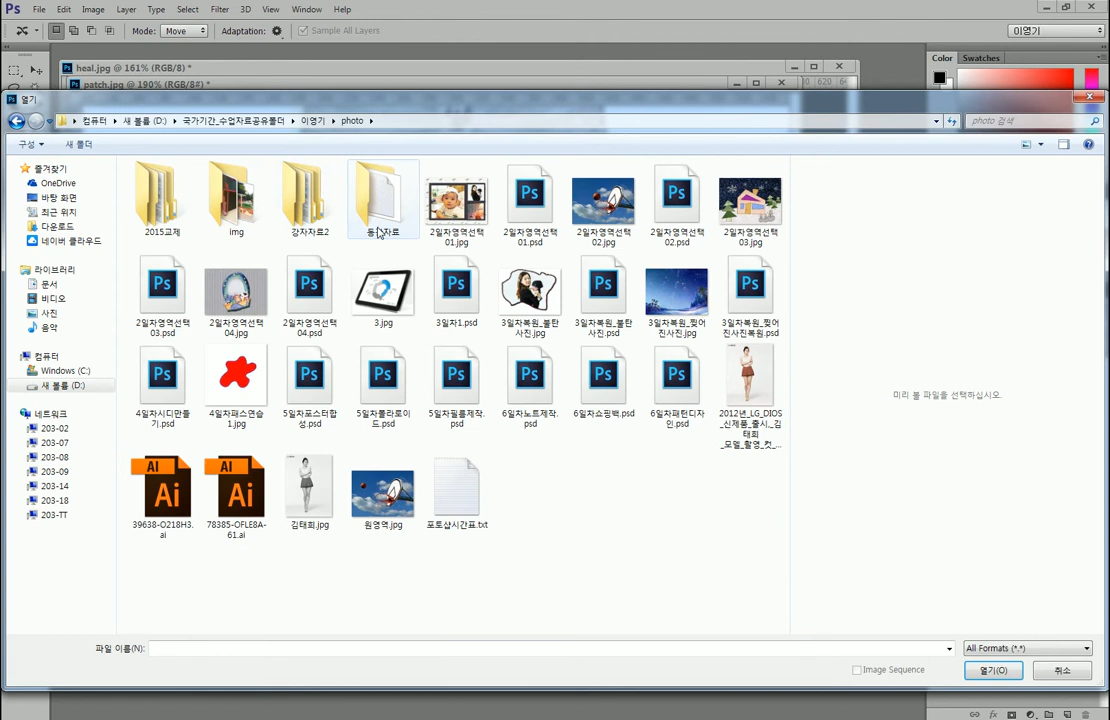 Ps File Edit Image Layer Type Select Filter 3D View Window Help
Mode: Move Adaptation: Sample All Layers 이영기
Color Swatches
heal.jpg @ 161% (RGB/8) *
patch.jpg @ 190% (RGB/8#) *
620
열기
컴퓨터 새 볼륨 (D:) 국가기간_수업자료공유폴더 이영기 photo
photo 검색
구성 새 폴더
즐겨찾기
OneDrive
바탕 화면
최근 위치
다운로드
네이버 클라우드
라이브러리
문서
비디오
사진
음악
컴퓨터
Windows (C:)
새 볼륨 (D:)
네트워크
203-02
203-07
203-08
203-09
203-14
203-18
203-TT
2015교제
img
강자자료2
2일차영역선택
01.jpg
2일차영역선택
01.psd
2일차영역선택
02.jpg
2일차영역선택
02.psd
2일차영역선택
03.jpg
2일차영역선택
03.psd
2일차영역선택
04.jpg
2일차영역선택
04.psd
3.jpg
3일차1.psd
3일차복원_불탄
사진.jpg
3일차복원_불탄
사진.psd
3일차복원_찢어
진사진.jpg
3일차복원_찢어
진사진복원.psd
4일차시디만들
기.psd
4일차패스연습
1.jpg
5일차포스터합
성.psd
5일차폴라로이
드.psd
5일차필름제작.
psd
6일차노트제작.
psd
6일차쇼핑백.psd
6일차패턴디자
인.psd
2012년_LG_DIOS
_신제품_출시,_김
태희
_모델_촬영_컷_...
39638-O218H3.
ai
78385-OFLE8A-
61.ai
김태희.jpg
원영역.jpg
포토샵시간표.txt
미리 볼 파일을 선택하십시오.
파일 이름(N):
All Formats (*.*)
Image Sequence
열기(O)
취소